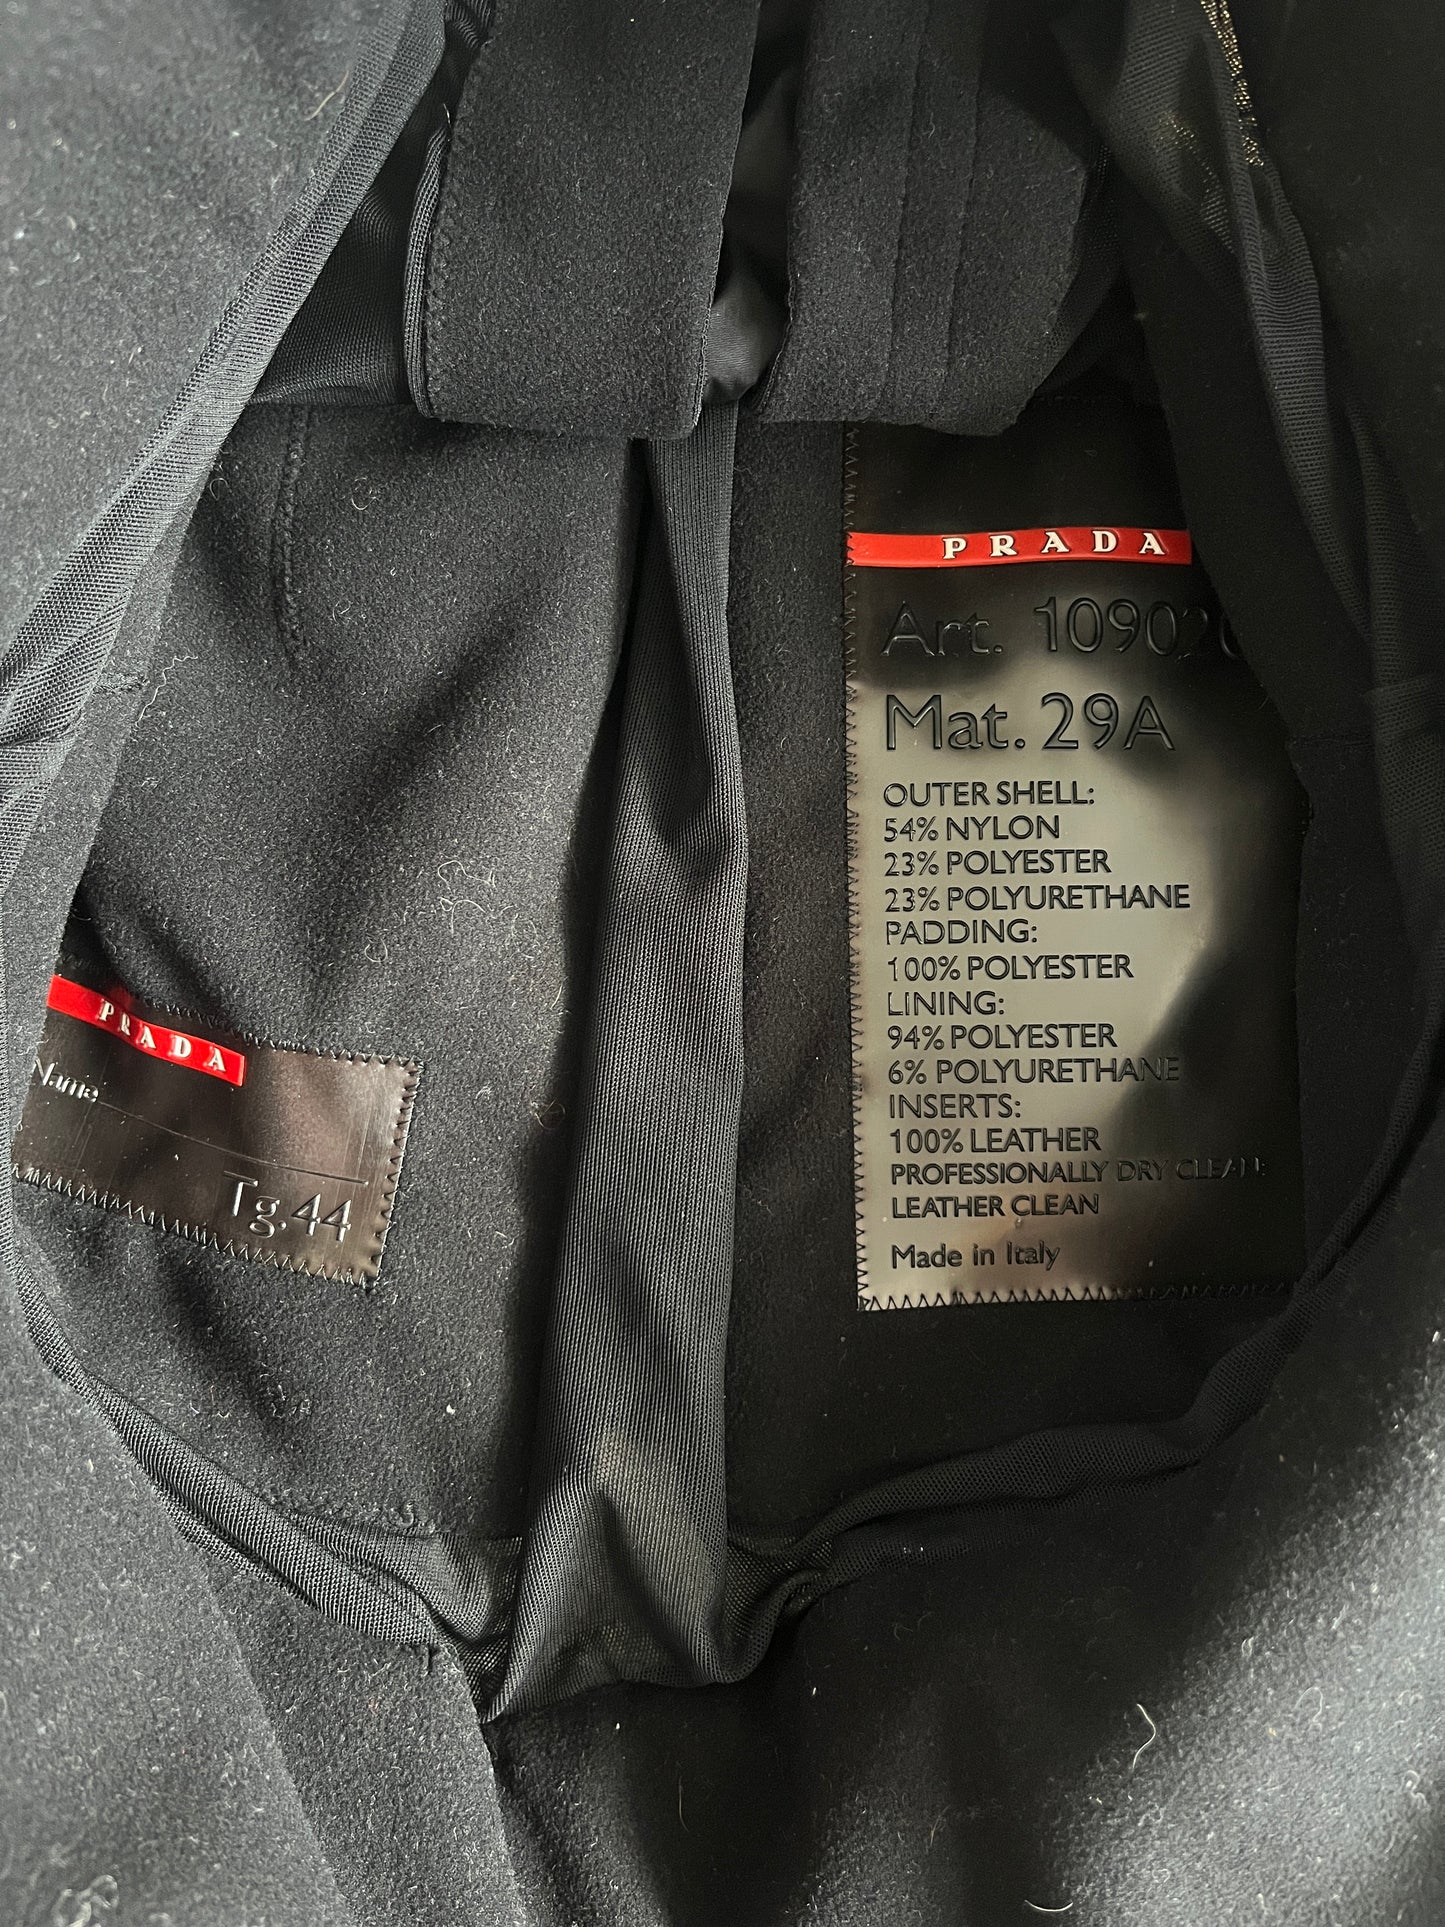 PRADA
Name
Tg. 44
PRADA
Art. 109020
Mat. 29A
OUTER SHELL:
54% NYLON
23% POLYESTER
23% POLYURETHANE
PADDING:
100% POLYESTER
LINING:
94% POLYESTER
6% POLYURETHANE
INSERTS:
100% LEATHER
PROFESSIONALLY DRY CLEAN
LEATHER CLEAN
Made in Italy